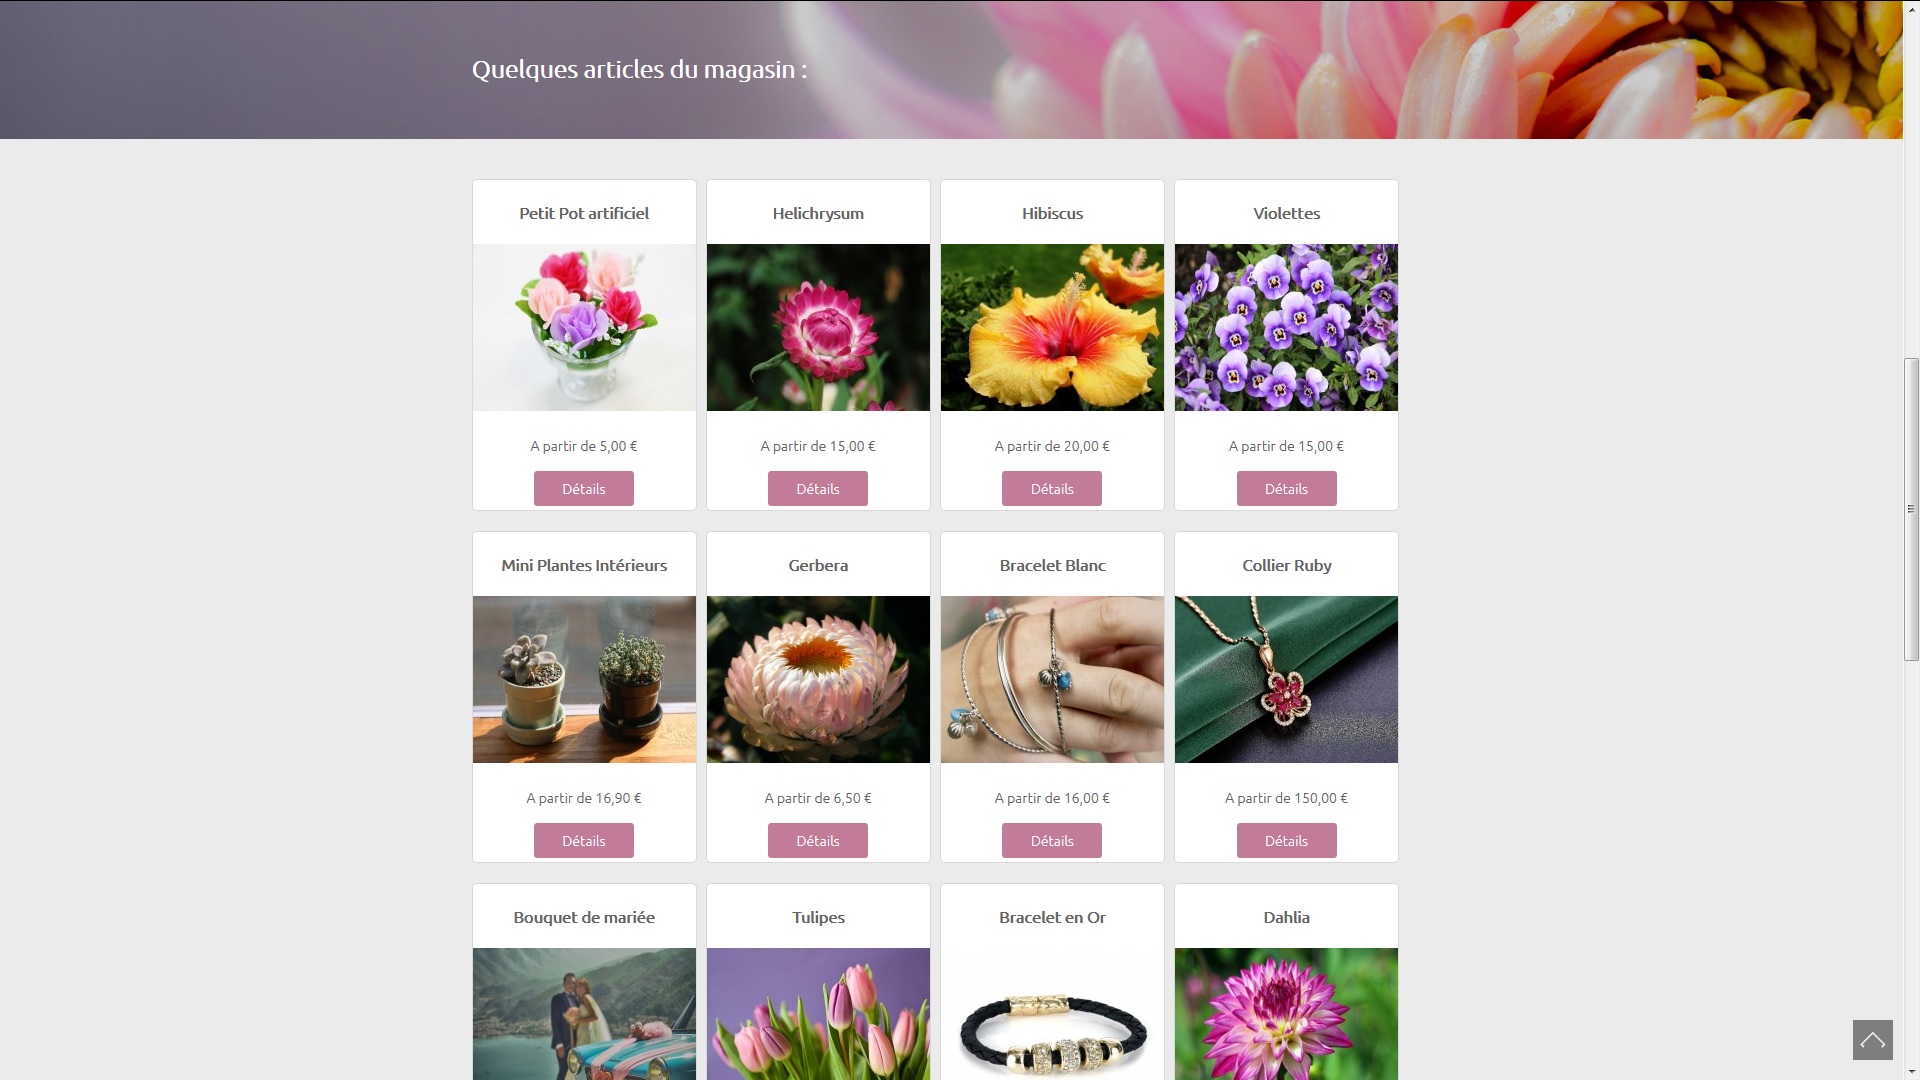 Quelques articles du magasin :
Petit Pot artificiel
Helichrysum
Hibiscus
Violettes
A partir de 5,00 €
A partir de 15,00 €
A partir de 20,00 €
A partir de 15,00 €
Détails
Détails
Détails
Détails
Mini Plantes Intérieurs
Gerbera
Bracelet Blanc
Collier Ruby
A partir de 16,90 €
A partir de 6,50 €
A partir de 16,00 €
A partir de 150,00 €
Détails
Détails
Détails
Détails
Bouquet de mariée
Tulipes
Bracelet en Or
Dahlia